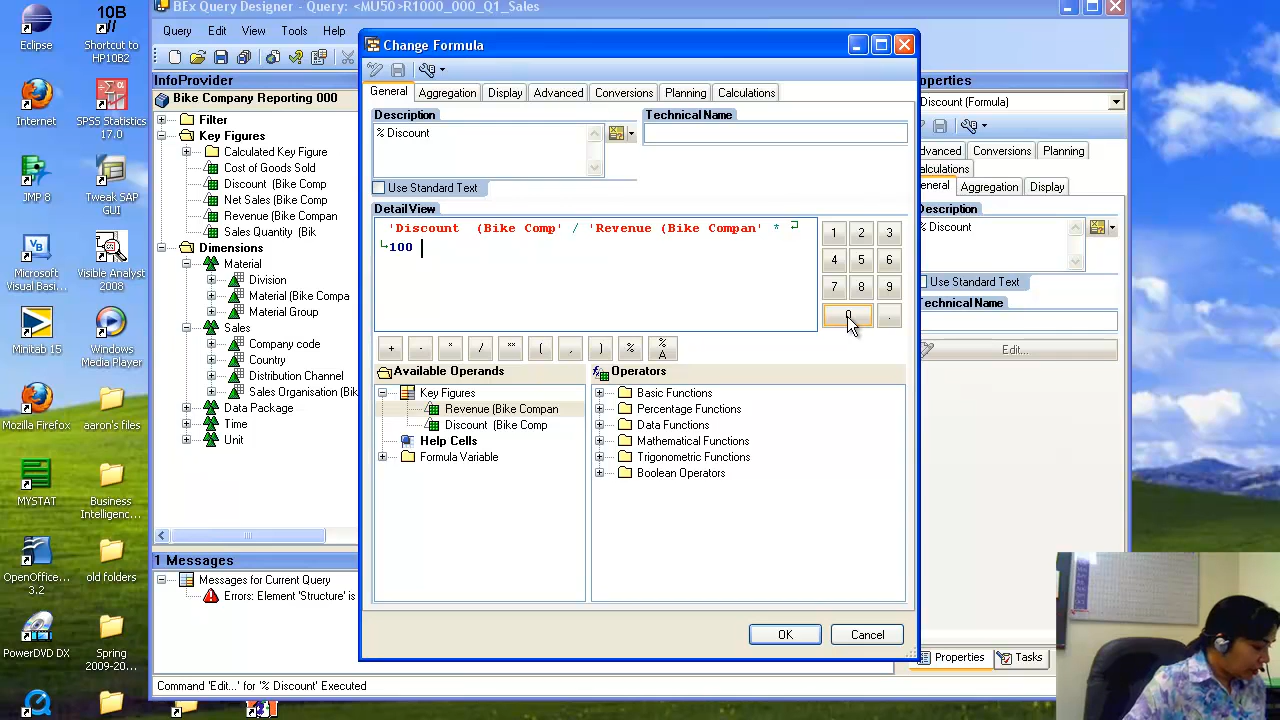 BEx Query Designer - Query: <MU50>R1000_000_Q1_Sales
Query Edit View Tools Help
InfoProvider
Bike Company Reporting 000
Filter
Key Figures
Calculated Key Figure
Cost of Goods Sold
Discount (Bike Comp
Net Sales (Bike Comp
Revenue (Bike Compan
Sales Quantity (Bik
Dimensions
Material
Division
Material (Bike Compa
Material Group
Sales
Company code
Country
Distribution Channel
Sales Organisation (Bik
Data Package
Time
Unit
1 Messages
Messages for Current Query
Errors: Element 'Structure' is
Command 'Edit...' for '% Discount' Executed
Change Formula
General Aggregation Display Advanced Conversions Planning Calculations
Description
% Discount
Technical Name
Use Standard Text
DetailView
'Discount (Bike Comp' / 'Revenue (Bike Compan' *
100
1 2 3
4 5 6
7 8 9
0 .
+ - * / ** ( , ) % %A
Available Operands
Key Figures
Revenue (Bike Compan
Discount (Bike Comp
Help Cells
Formula Variable
Operators
Basic Functions
Percentage Functions
Data Functions
Mathematical Functions
Trigonometric Functions
Boolean Operators
OK Cancel
roperties
Discount (Formula)
dvanced Conversions Planning
alculations
eneral Aggregation Display
Description
% Discount
Use Standard Text
echnical Name
Edit...
Properties Tasks
Eclipse
Shortcut to
HP10B2
10B
Internet
SPSS Statistics
17.0
JMP 8
Tweak SAP
GUI
Microsoft
Visual Basi...
Visible Analyst
2008
Minitab 15
Windows
Media Player
Mozilla Firefox
aaron's files
MYSTAT
Business
Intelligenc...
OpenOffice...
3.2
old folders
PowerDVD DX
Spring
2009-20...